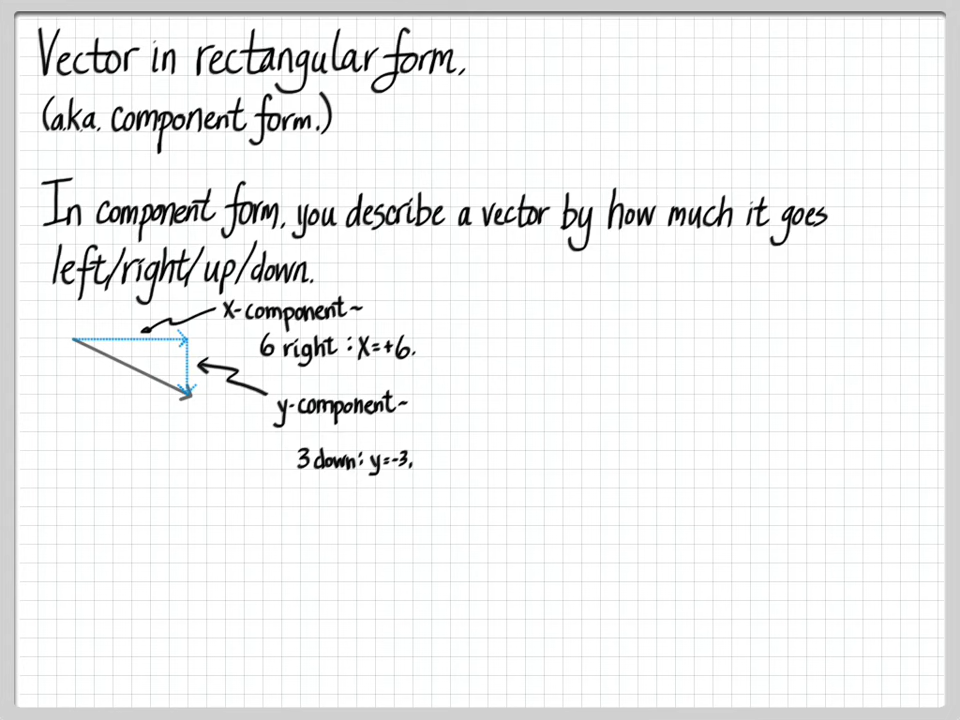 Vector in rectangular form.
(a.k.a. component form.)
In component form, you describe a vector by how much it goes
left/right/up/down.
x-component~
6 right : x=+6.
y-component~
3 down: y=-3.